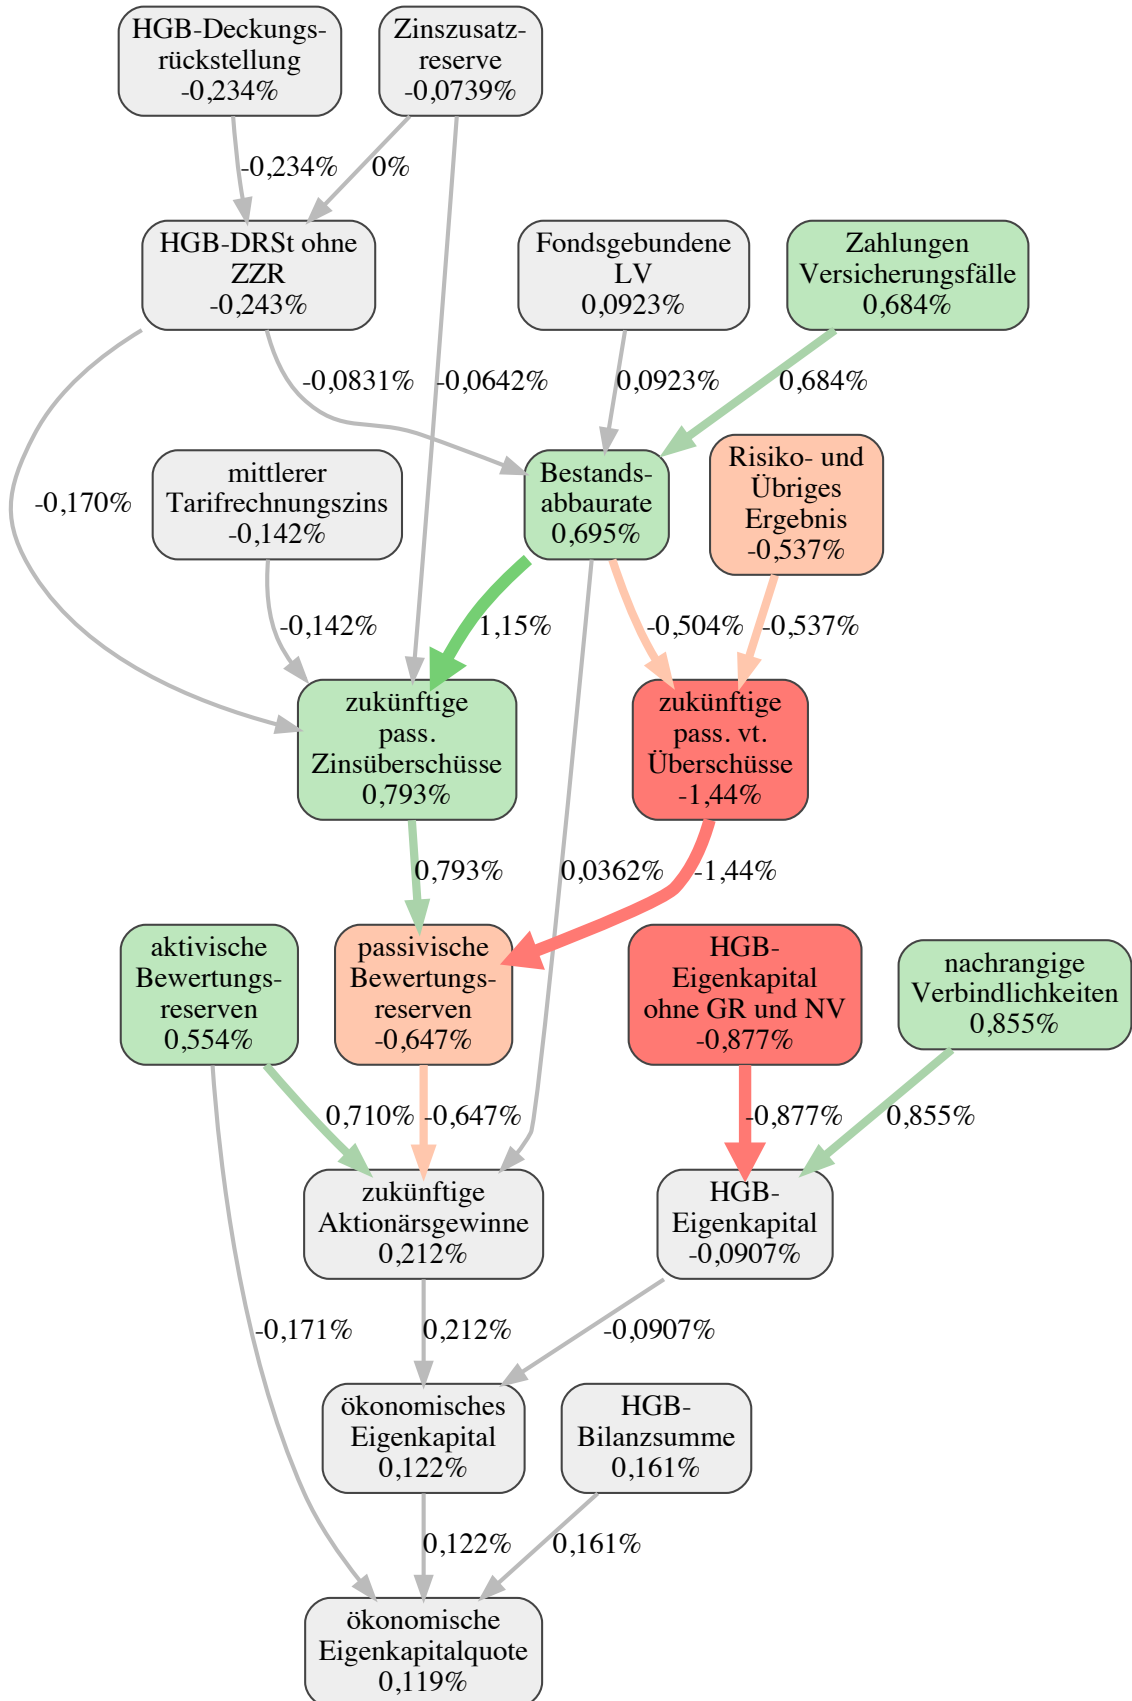 HGB-Deckungs-
rückstellung
-0,234%
Zinszusatz-
reserve
-0,0739%
-0,234%
0%
HGB-DRSt ohne
ZZR
-0,243%
Fondsgebundene
LV
0,0923%
Zahlungen
Versicherungsfälle
0,684%
-0,0831%
-0,0642%
0,0923%
0,684%
-0,170%
mittlerer
Tarifrechnungszins
-0,142%
Bestands-
abbaurate
0,695%
Risiko- und
Übriges
Ergebnis
-0,537%
-0,142%
1,15%
-0,504%
-0,537%
zukünftige
pass.
Zinsüberschüsse
0,793%
zukünftige
pass. vt.
Überschüsse
-1,44%
0,793%
0,0362%
-1,44%
aktivische
Bewertungs-
reserven
0,554%
passivische
Bewertungs-
reserven
-0,647%
HGB-
Eigenkapital
ohne GR und NV
-0,877%
nachrangige
Verbindlichkeiten
0,855%
0,710%
-0,647%
-0,877%
0,855%
zukünftige
Aktionärsgewinne
0,212%
HGB-
Eigenkapital
-0,0907%
-0,171%
0,212%
-0,0907%
ökonomisches
Eigenkapital
0,122%
HGB-
Bilanzsumme
0,161%
0,122%
0,161%
ökonomische
Eigenkapitalquote
0,119%